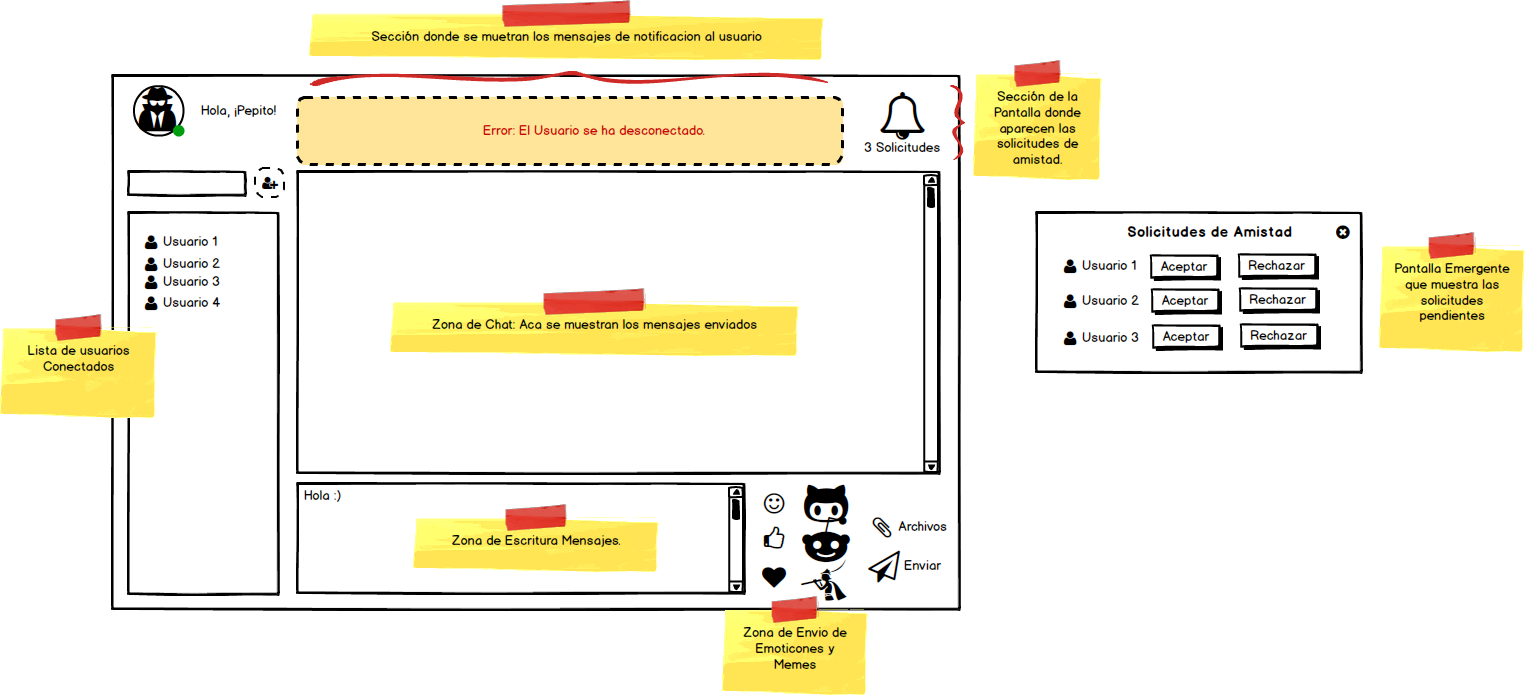 Sección donde se muetran los mensajes de notificacion al usuario
Hola, ¡Pepito!
Error: El Usuario se ha desconectado.
3 Solicitudes
Sección de la
Pantalla donde
aparecen las
solicitudes de
amistad.
Usuario 1
Usuario 2
Usuario 3
Usuario 4
Lista de usuarios
Conectados
Zona de Chat: Aca se muestran los mensajes enviados
Solicitudes de Amistad
Usuario 1 Aceptar Rechazar
Usuario 2 Aceptar Rechazar
Usuario 3 Aceptar Rechazar
Pantalla Emergente
que muestra las
solicitudes
pendientes
Hola :)
Zona de Escritura Mensajes.
Archivos
Enviar
Zona de Envio de
Emoticones y
Memes